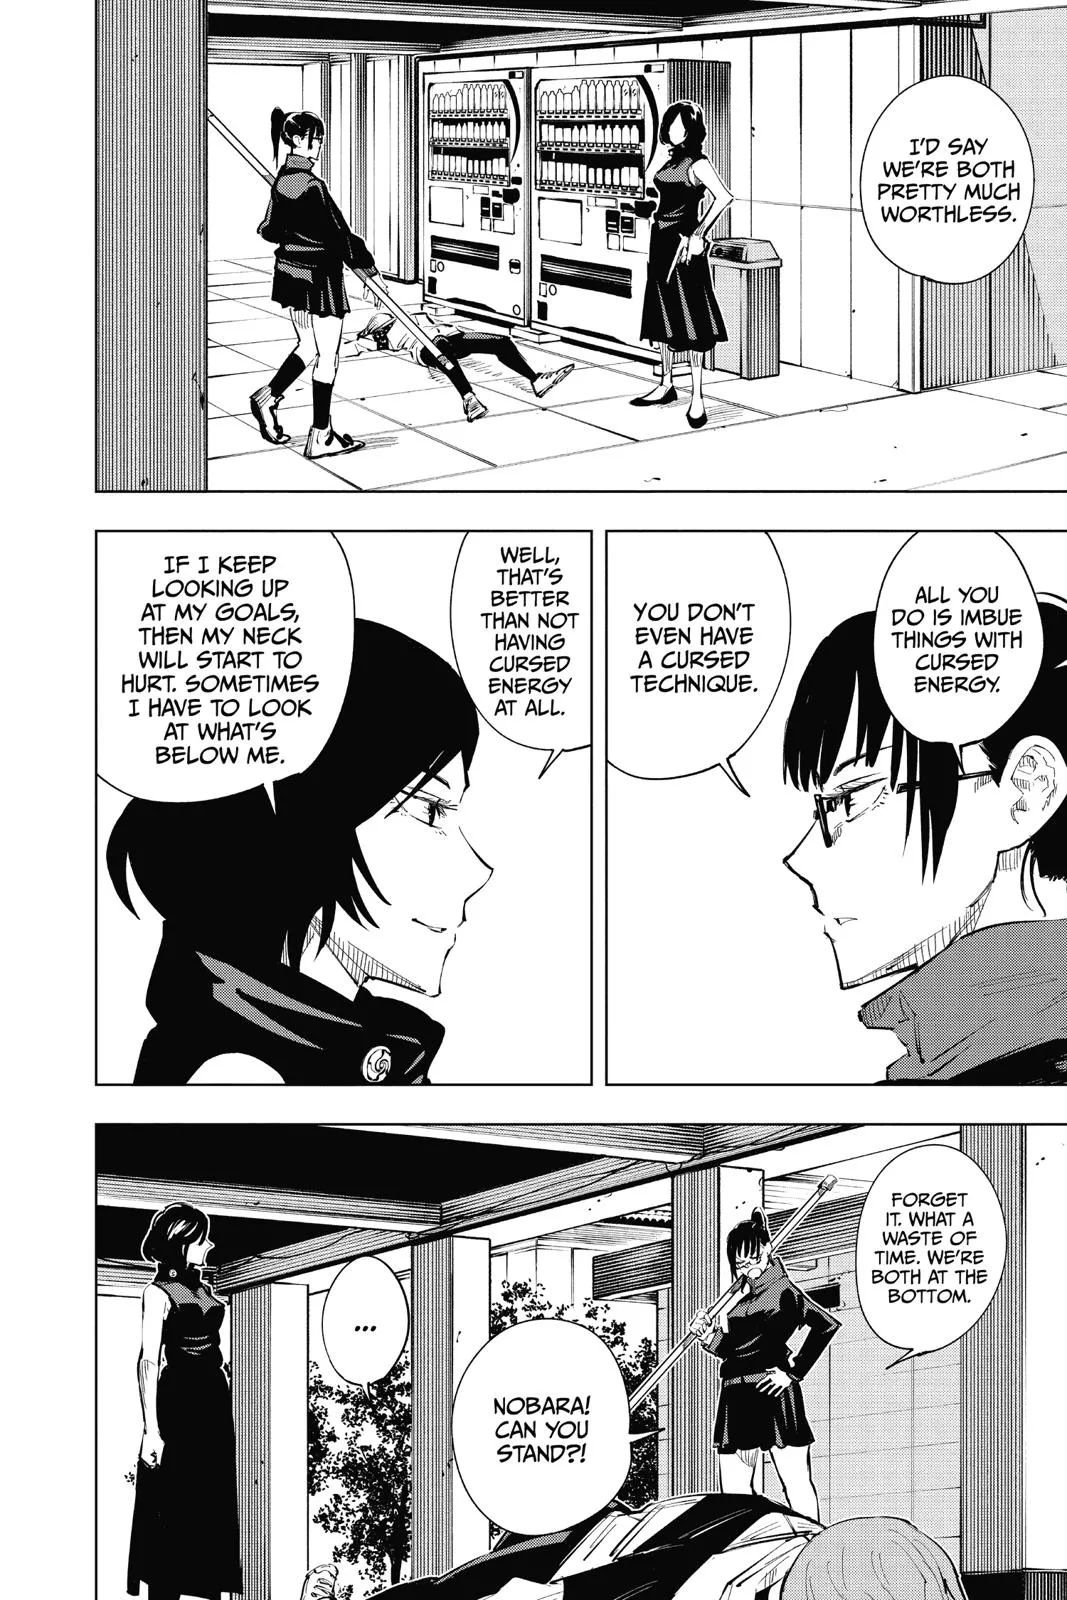 I'D SAY
WE'RE BOTH
PRETTY MUCH
WORTHLESS.
ALL YOU
DO IS IMBUE
THINGS WITH
CURSED
ENERGY.
YOU DON'T
EVEN HAVE
A CURSED
TECHNIQUE.
WELL,
THAT'S
BETTER
THAN NOT
HAVING
CURSED
ENERGY
AT ALL.
IF I KEEP
LOOKING UP
AT MY GOALS,
THEN MY NECK
WILL START TO
HURT. SOMETIMES
I HAVE TO LOOK
AT WHAT'S
BELOW ME.
FORGET
IT. WHAT A
WASTE OF
TIME. WE'RE
BOTH AT THE
BOTTOM.
NOBARA!
CAN YOU
STAND?!
...